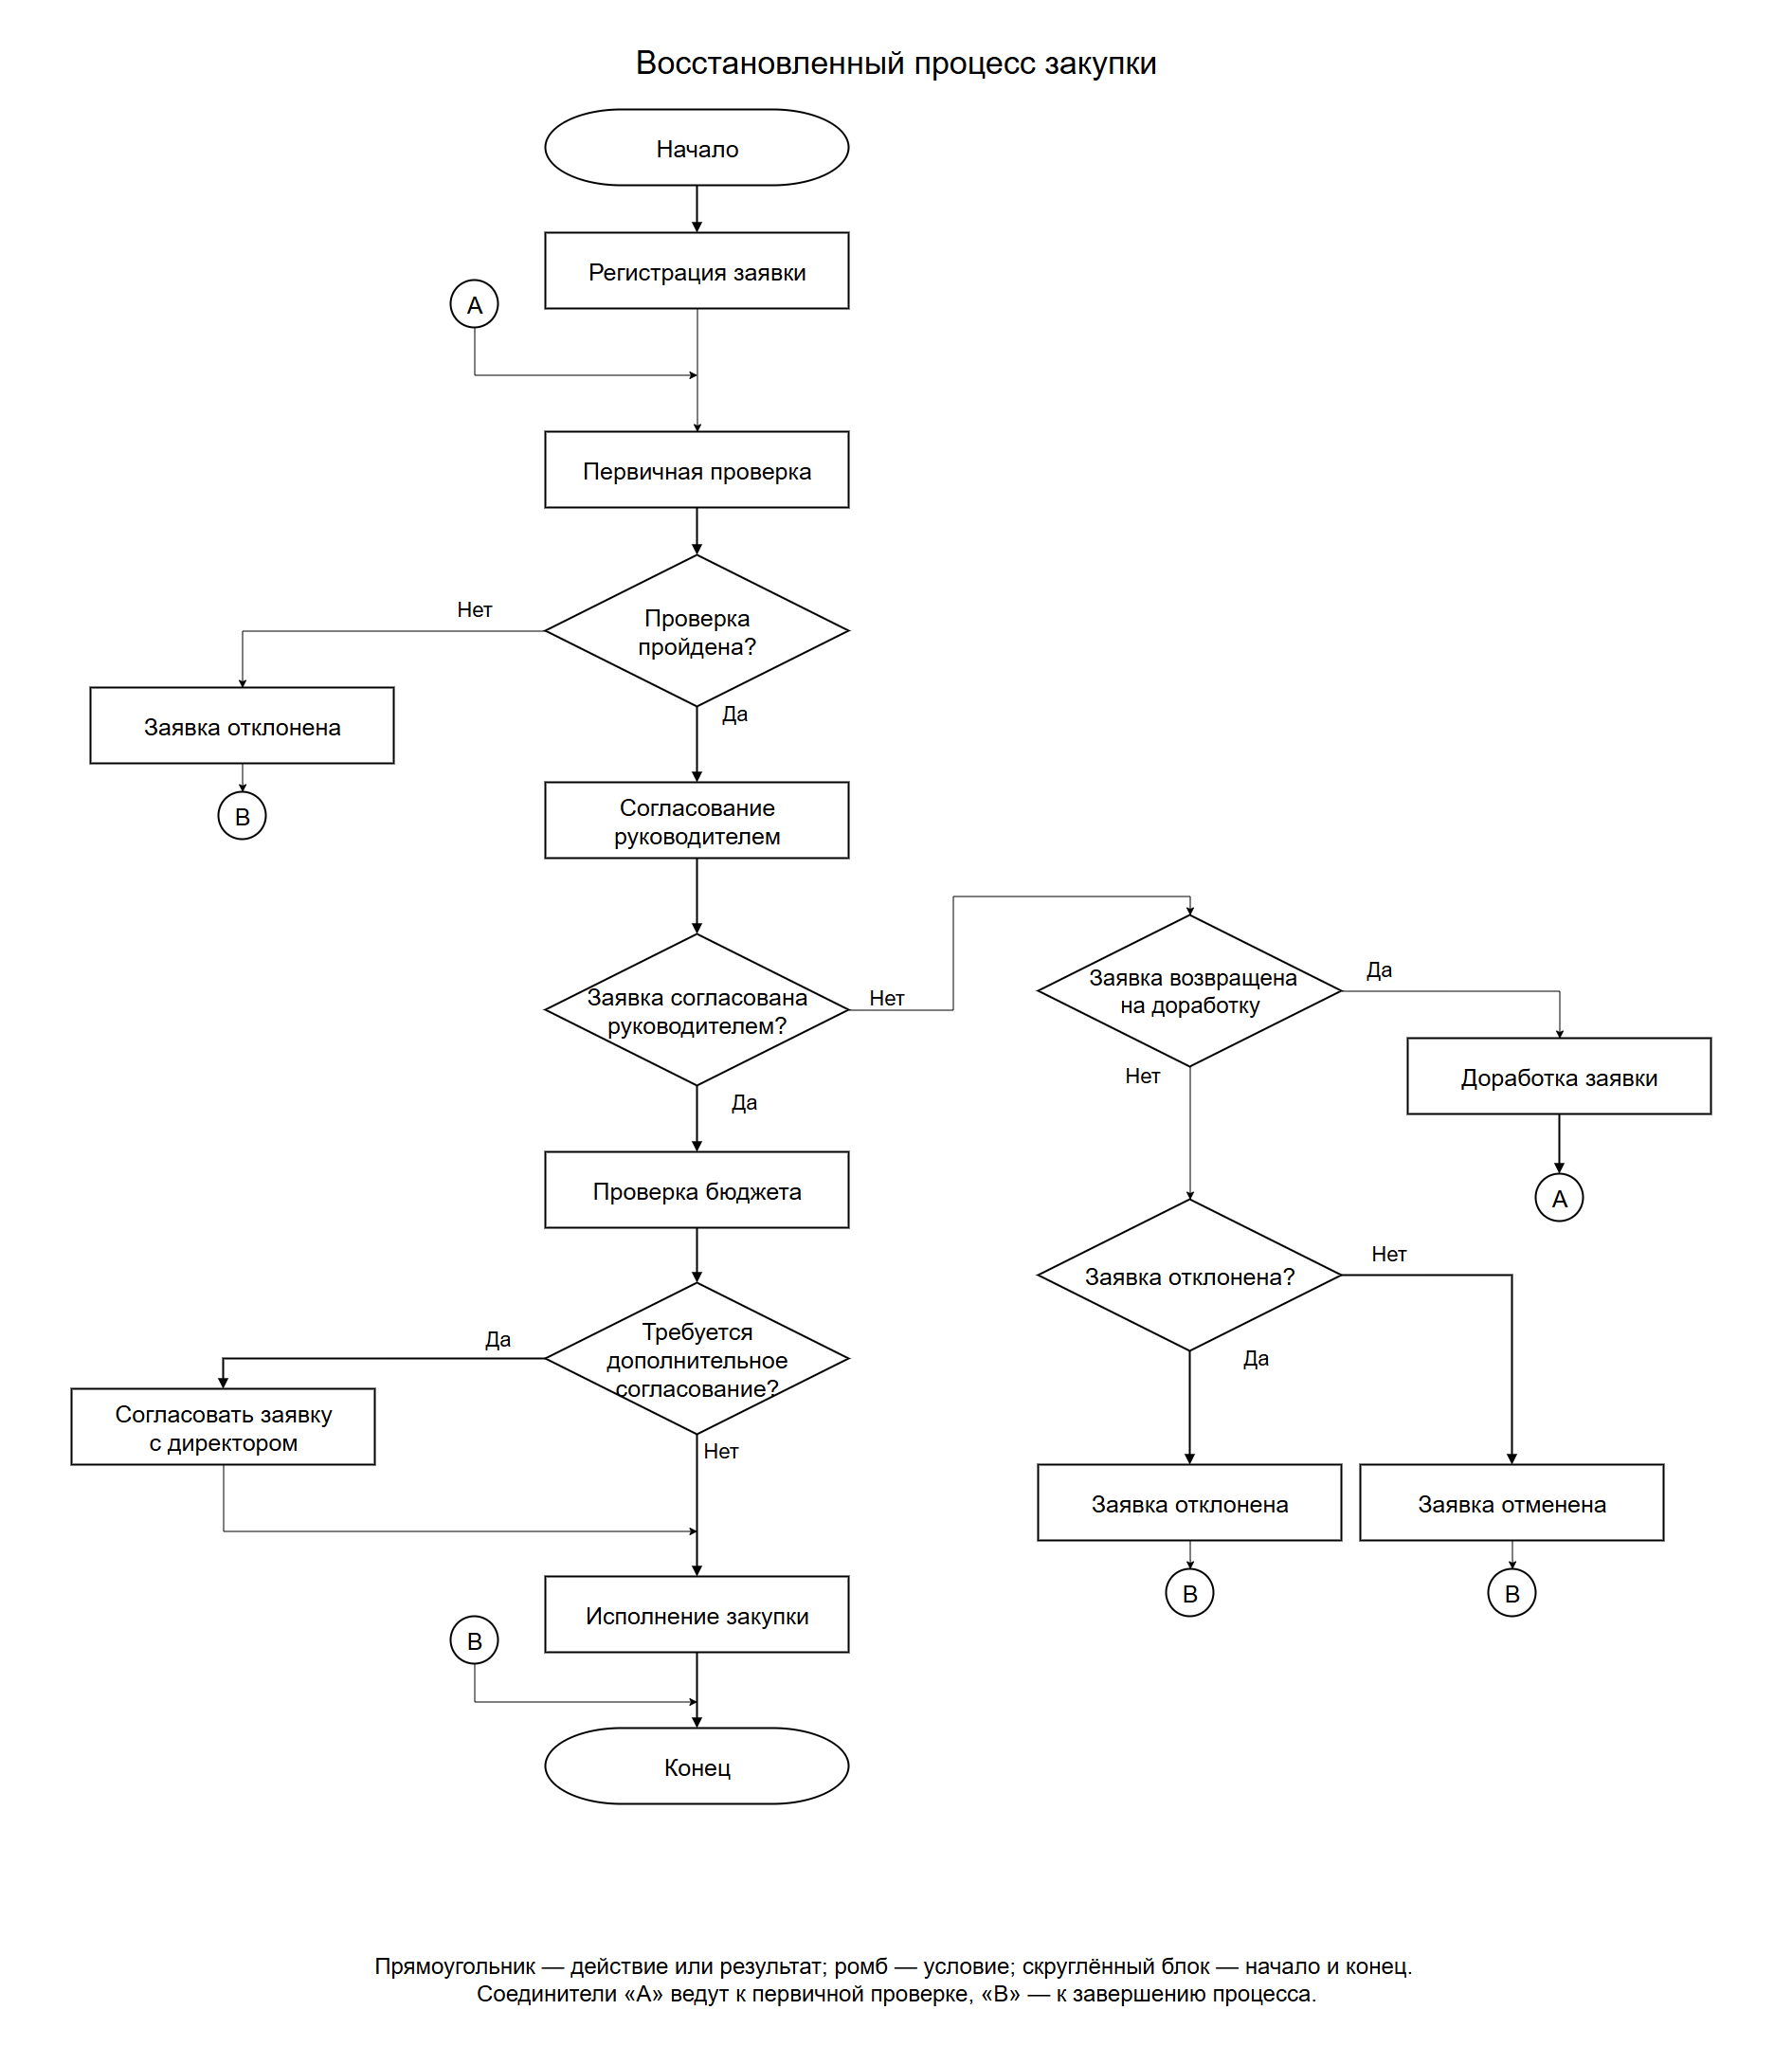 Восстановленный процесс закупки
Начало
Регистрация заявки
А
Первичная проверка
Проверка
пройдена?
Нет
Да
Заявка отклонена
В
Согласование
руководителем
Заявка согласована
руководителем?
Нет
Да
Заявка возвращена
на доработку
Да
Нет
Доработка заявки
А
Проверка бюджета
Заявка отклонена?
Нет
Да
Требуется
дополнительное
согласование?
Да
Нет
Согласовать заявку
с директором
Заявка отклонена
Заявка отменена
В
В
Исполнение закупки
В
Конец
Прямоугольник — действие или результат; ромб — условие; скруглённый блок — начало и конец.
Соединители «А» ведут к первичной проверке, «В» — к завершению процесса.